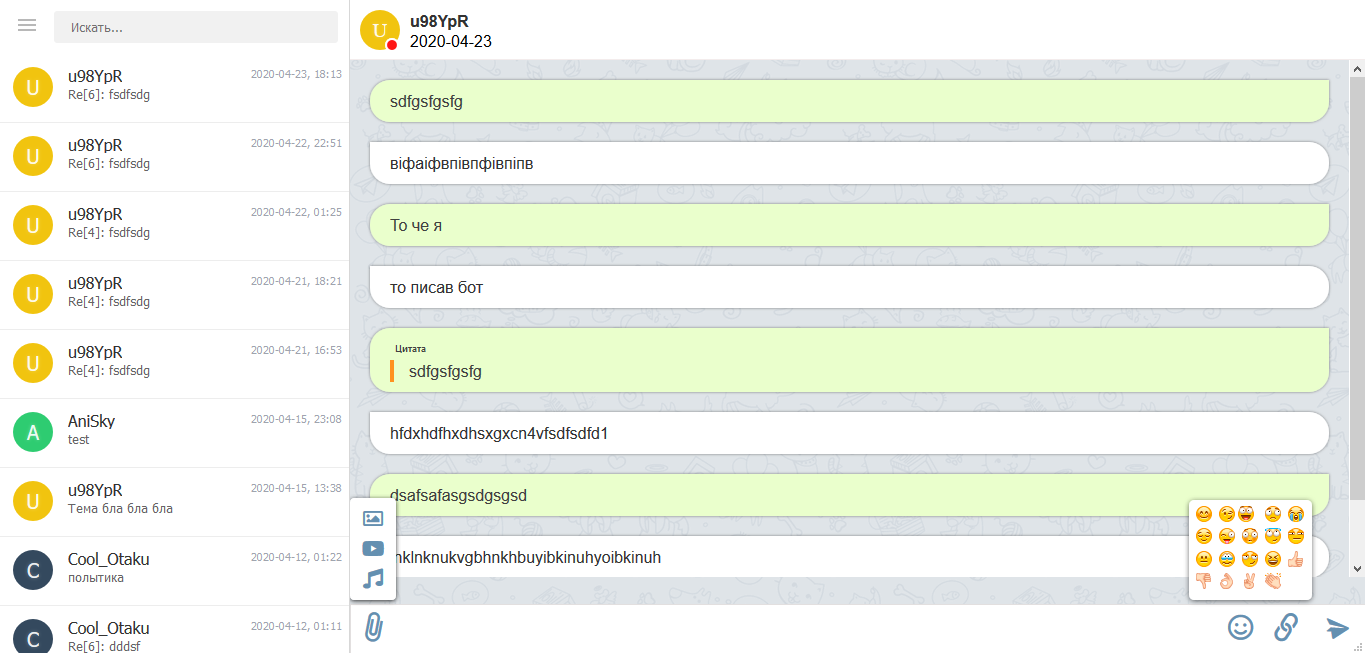 Искать...
U
u98YpR
2020-04-23, 18:13
Re[6]: fsdfsdg
U
u98YpR
2020-04-22, 22:51
Re[6]: fsdfsdg
U
u98YpR
2020-04-22, 01:25
Re[4]: fsdfsdg
U
u98YpR
2020-04-21, 18:21
Re[4]: fsdfsdg
U
u98YpR
2020-04-21, 16:53
Re[4]: fsdfsdg
A
AniSky
2020-04-15, 23:08
test
U
u98YpR
2020-04-15, 13:38
Тема бла бла бла
C
Cool_Otaku
2020-04-12, 01:22
полытика
C
Cool_Otaku
2020-04-12, 01:11
Re[6]: dddsf
U
u98YpR
2020-04-23
sdfgsfgsfg
віфаіфвпівпфівпіпв
То че я
то писав бот
Цитата
sdfgsfgsfg
hfdxhdfhxdhsxgxcn4vfsdfsdfd1
dsafsafasgsdgsgsd
nklnknukvgbhnkhbuyibkinuhyoibkinuh